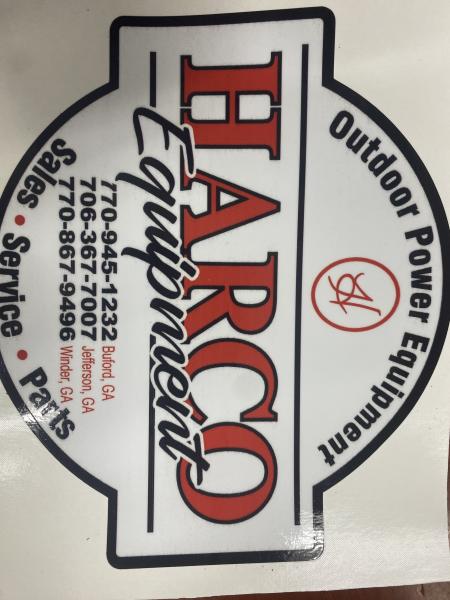 Outdoor Power Equipment
H
HARCO
Equipment
770-945-1232 Buford, GA
706-367-7007 Jefferson, GA
770-867-9496 Winder, GA
Sales • Service • Parts